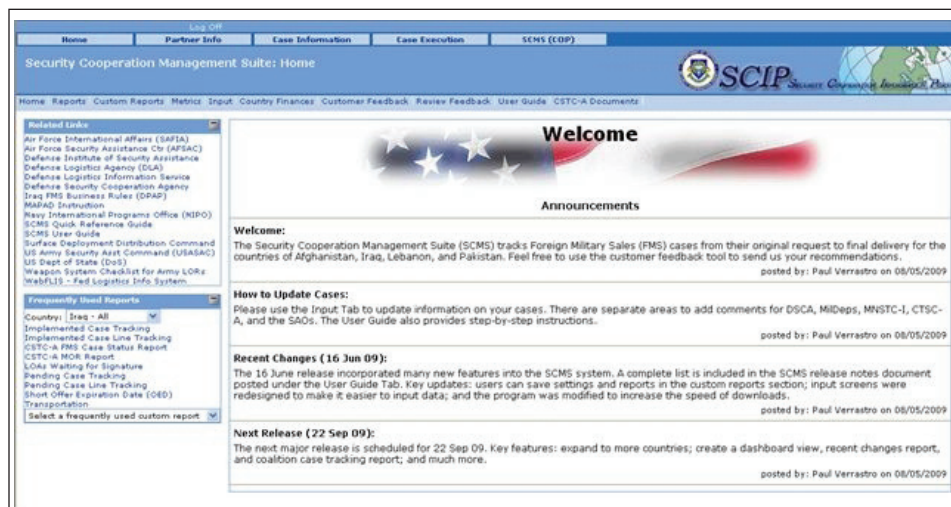 Log Off
Home Partner Info Case Information Case Execution SCMS (COP)
Security Cooperation Management Suite: Home
SCIP Security Cooperation Information Portal
Home Reports Custom Reports Metrics Input Country Finances Customer Feedback Review Feedback User Guide CSTC-A Documents
Related Links
Air Force International Affairs (SAFIA)
Air Force Security Assistance Ctr (AFSAC)
Defense Institute of Security Assistance
Defense Logistics Agency (DLA)
Defense Logistics Information Service
Defense Security Cooperation Agency
Iraq FMS Business Rules (DPAP)
MAPAD Instruction
Navy International Programs Office (NIPO)
SCMS Quick Reference Guide
SCMS User Guide
Surface Deployment Distribution Command
US Army Security Asst Command (USASAC)
US Dept of State (DoS)
Weapon System Checklist for Army LORs
WebFLIS - Fed Logistics Info System
Frequently Used Reports
Country: Iraq - All
Implemented Case Tracking
Implemented Case Line Tracking
CSTC-A FMS Case Status Report
CSTC-A MOR Report
LOAs Waiting for Signature
Pending Case Tracking
Pending Case Line Tracking
Short Offer Expiration Date (OED)
Transportation
Select a frequently used custom report
Welcome
Announcements
Welcome:
The Security Cooperation Management Suite (SCMS) tracks Foreign Military Sales (FMS) cases from their original request to final delivery for the
countries of Afghanistan, Iraq, Lebanon, and Pakistan. Feel free to use the customer feedback tool to send us your recommendations.
posted by: Paul Verrastro on 08/05/2009
How to Update Cases:
Please use the Input Tab to update information on your cases. There are separate areas to add comments for DSCA, MilDeps, MNSTC-I, CTSC-
A, and the SAOs. The User Guide also provides step-by-step instructions.
posted by: Paul Verrastro on 08/05/2009
Recent Changes (16 Jun 09):
The 16 June release incorporated many new features into the SCMS system. A complete list is included in the SCMS release notes document
posted under the User Guide Tab. Key updates: users can save settings and reports in the custom reports section; input screens were
redesigned to make it easier to input data; and the program was modified to increase the speed of downloads.
posted by: Paul Verrastro on 08/05/2009
Next Release (22 Sep 09):
The next major release is scheduled for 22 Sep 09. Key features: expand to more countries; create a dashboard view, recent changes report,
and coalition case tracking report; and much more.
posted by: Paul Verrastro on 08/05/2009